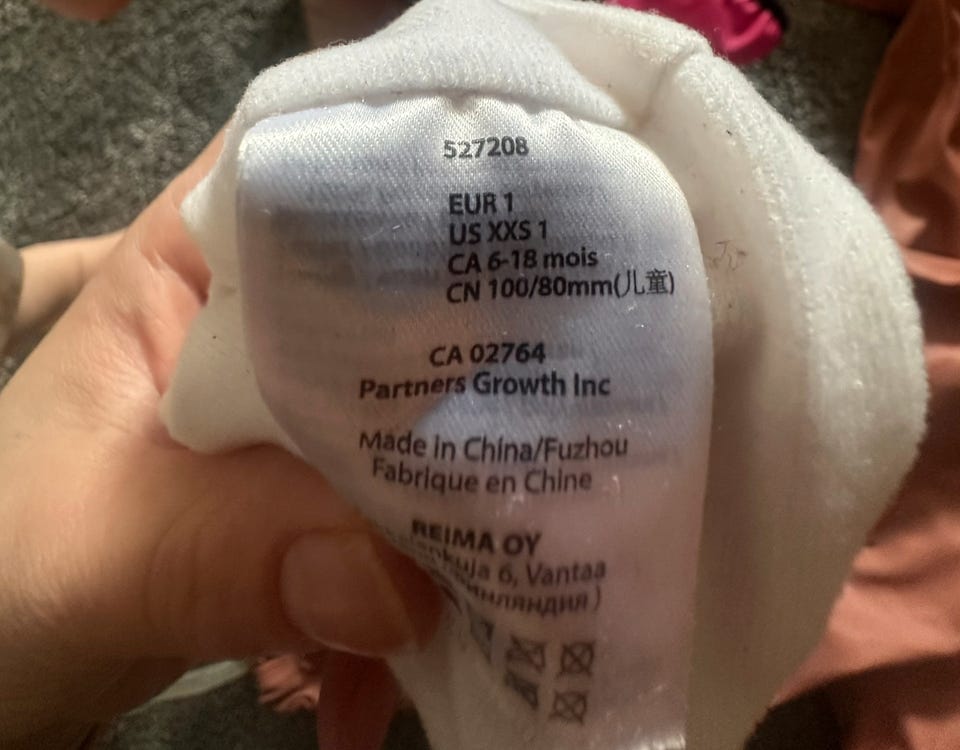 527208
EUR 1
US XXS 1
CA 6-18 mois
CN 100/80mm(儿童)
CA 02764
Partners Growth Inc
Made in China/Fuzhou
Fabrique en Chine
REIMA OY
6, Vantaa